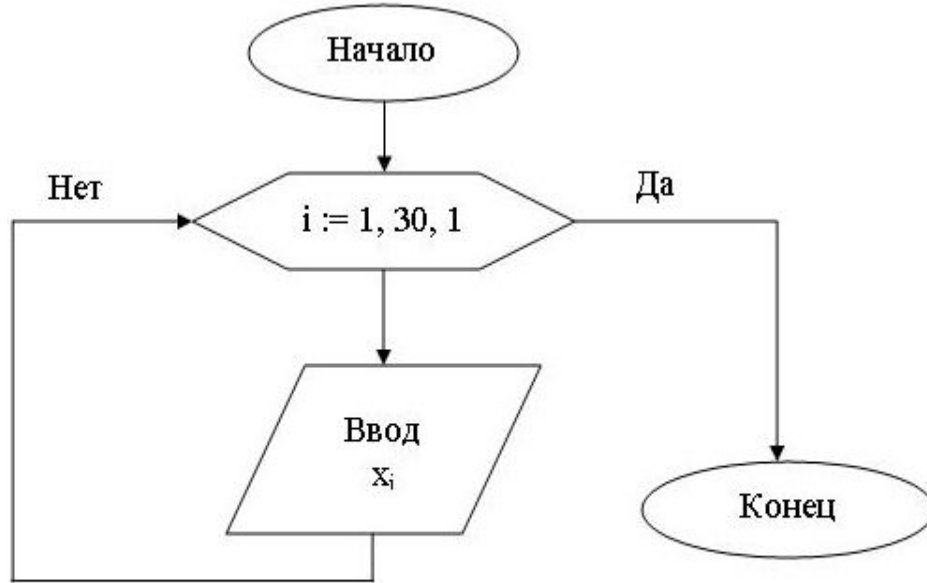 Начало
Нет
Да
i := 1, 30, 1
Ввод
xᵢ
Конец